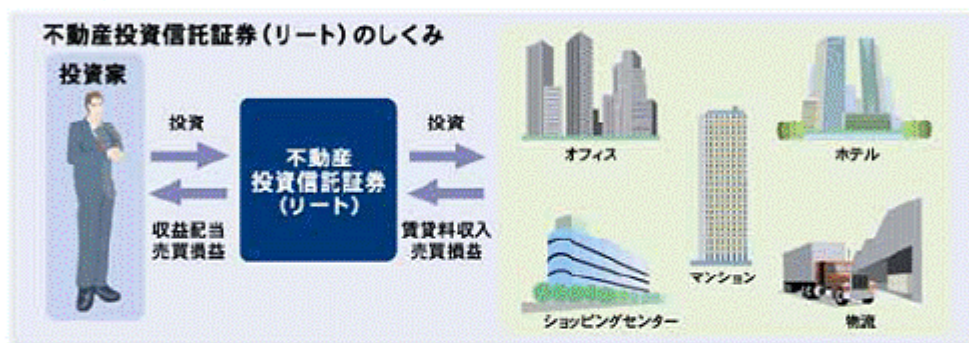 不動産投資信託証券(リート)のしくみ
投資家
投資
投資
不動産
投資信託証券
(リート)
収益配当
売買損益
賃貸料収入
売買損益
オフィス
ホテル
マンション
ショッピングセンター
物流